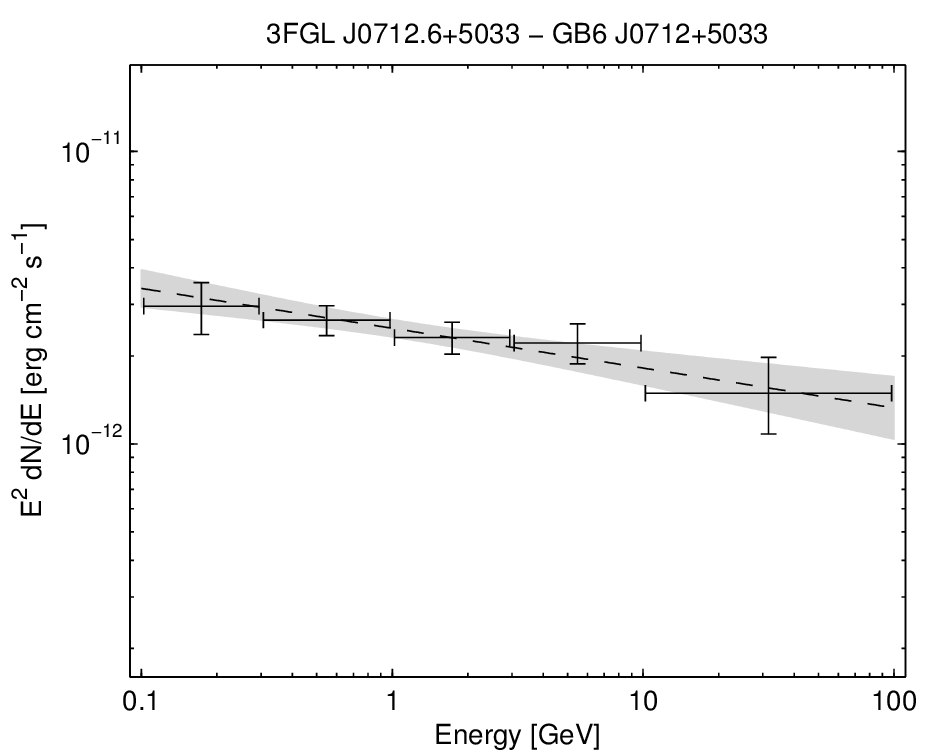 3FGL J0712.6+5033 − GB6 J0712+5033
10⁻¹¹
10⁻¹²
E² dN/dE [erg cm⁻² s⁻¹]
0.1 1 10 100
Energy [GeV]